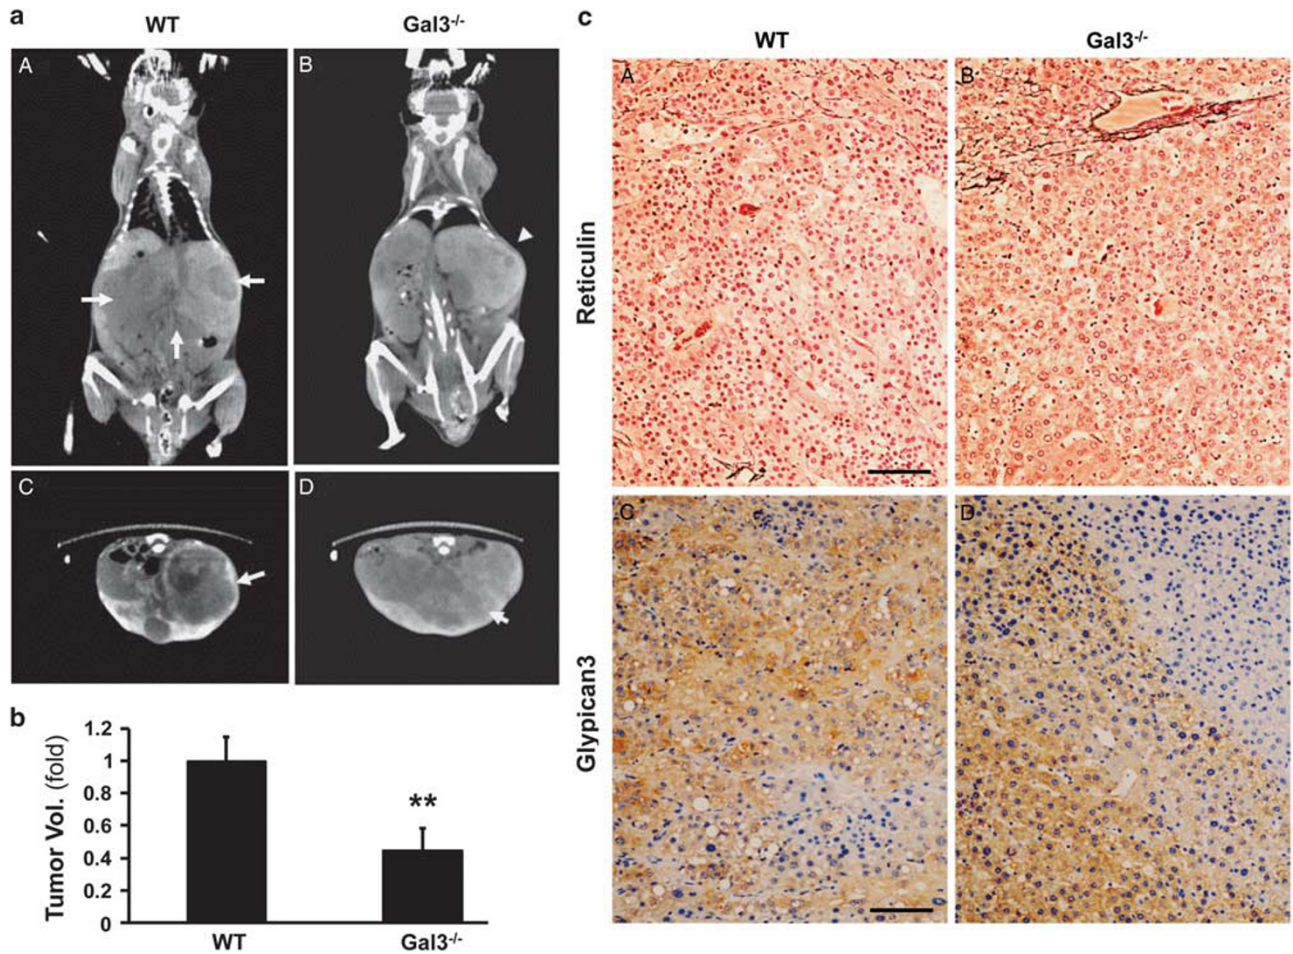 a
WT
Gal3-/-
A
B
C
D
b
1.2
1
0.8
0.6
0.4
0.2
0
Tumor Vol. (fold)
**
WT
Gal3-/-
c
WT
Gal3-/-
Reticulin
A
B
Glypican3
C
D